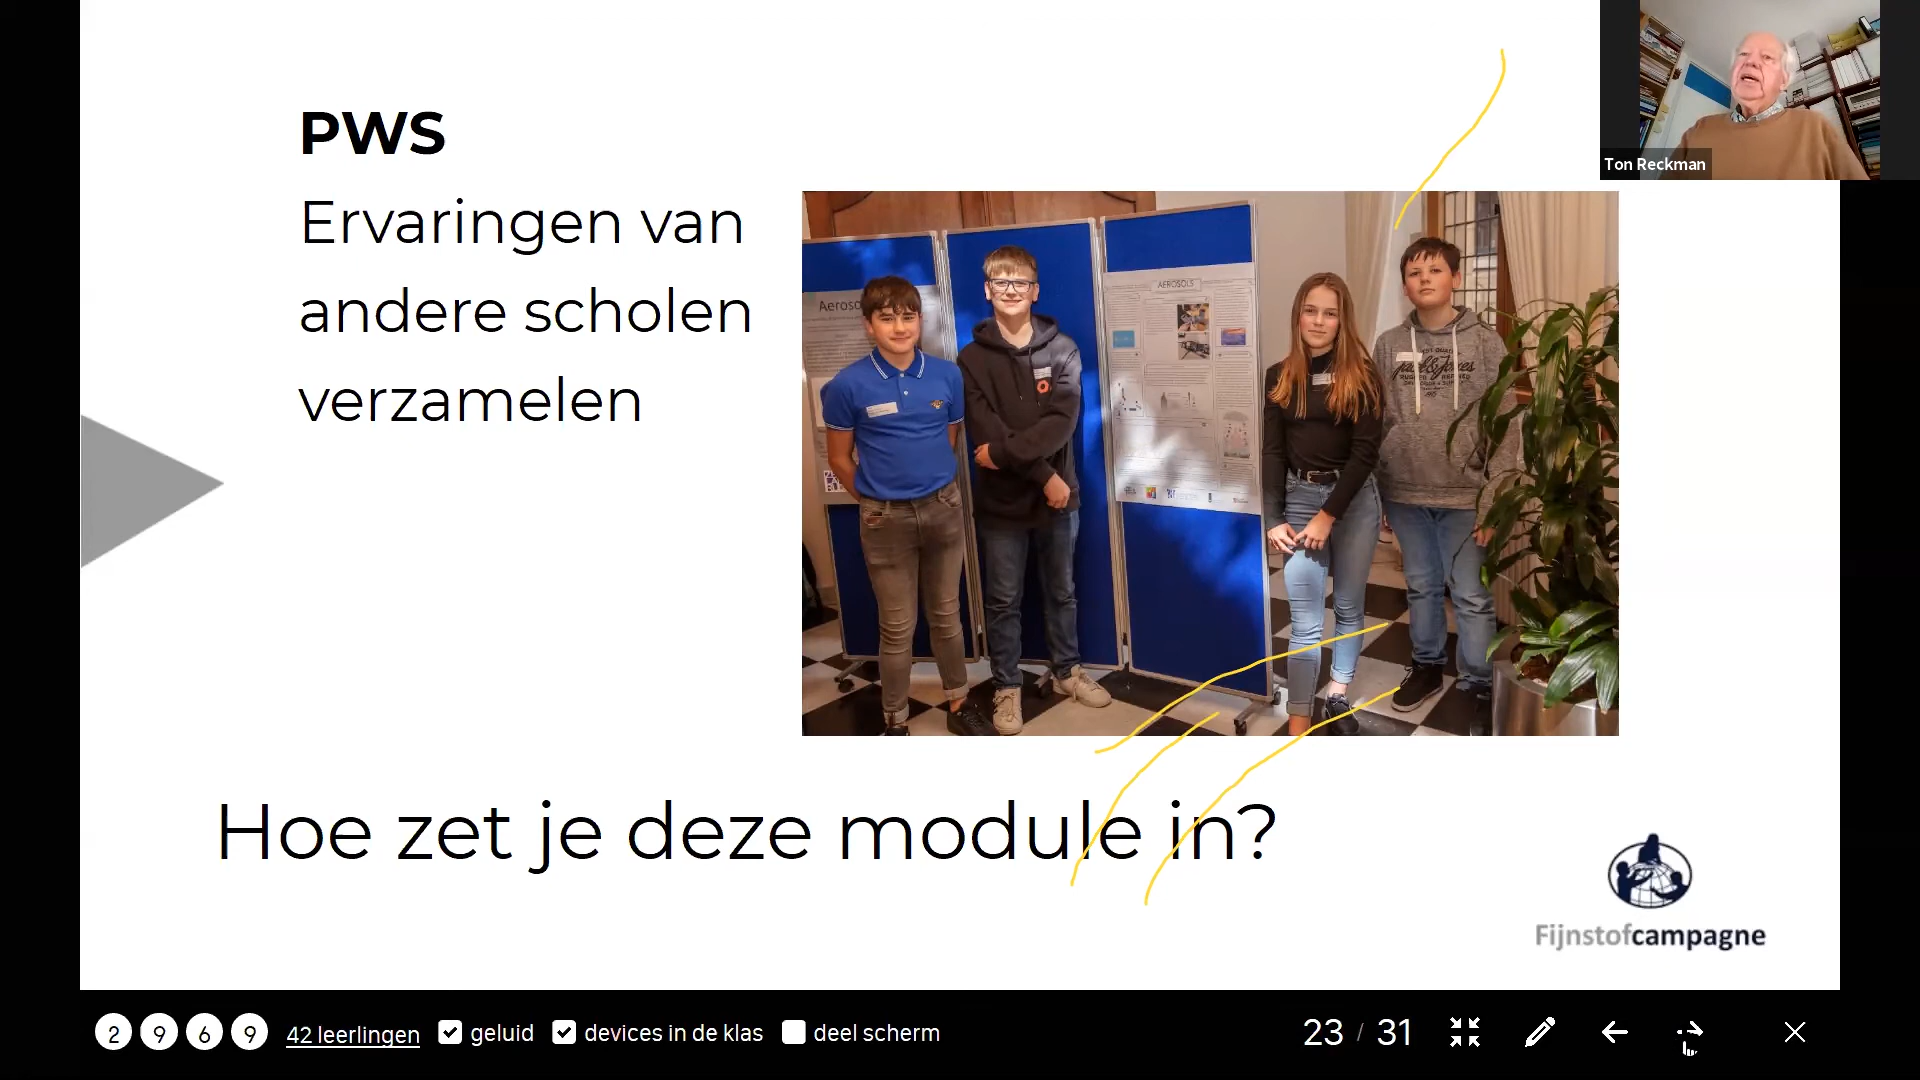 PWS
Ervaringen van
andere scholen
verzamelen
Ton Reckman
AEROSOLS
Hoe zet je deze module in?
Fijnstofcampagne
2 9 6 9 42 leerlingen geluid devices in de klas deel scherm 23 / 31